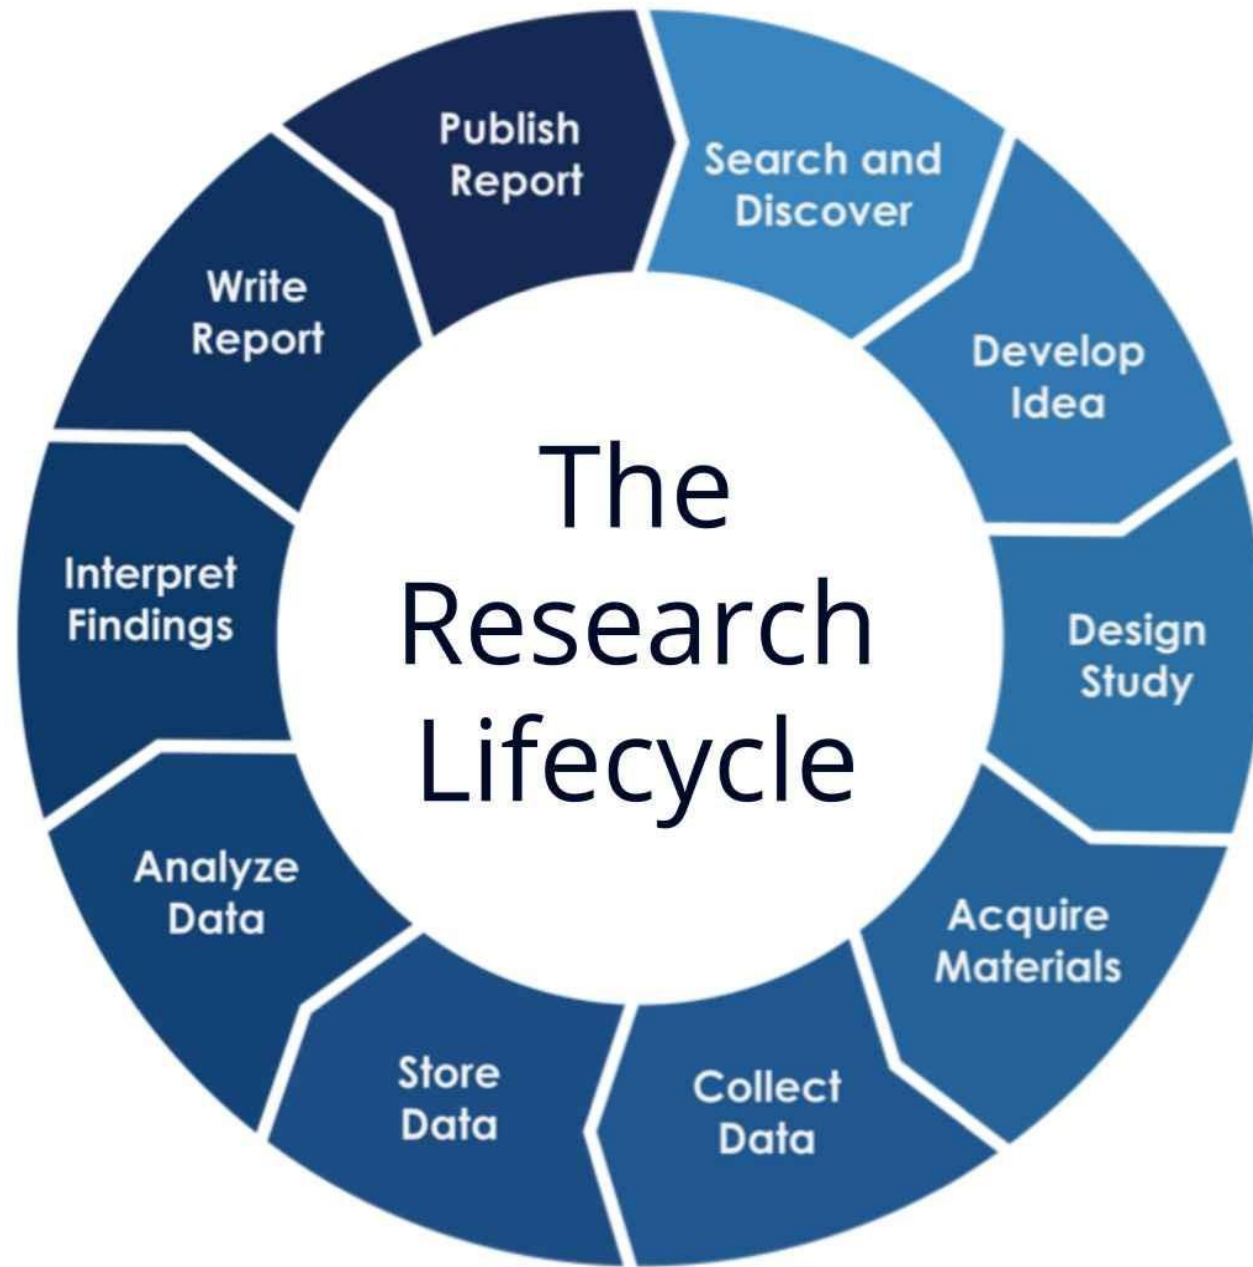 The
Research
Lifecycle
Search and
Discover
Develop
Idea
Design
Study
Acquire
Materials
Collect
Data
Store
Data
Analyze
Data
Interpret
Findings
Write
Report
Publish
Report